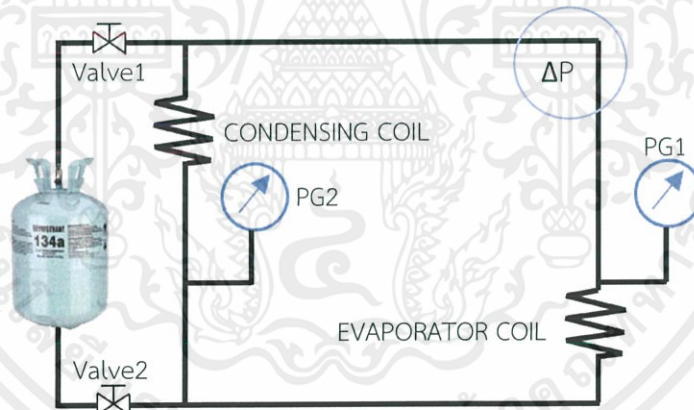 Valve1
ΔP
CONDENSING COIL
PG1
PG2
134a
EVAPORATOR COIL
Valve2